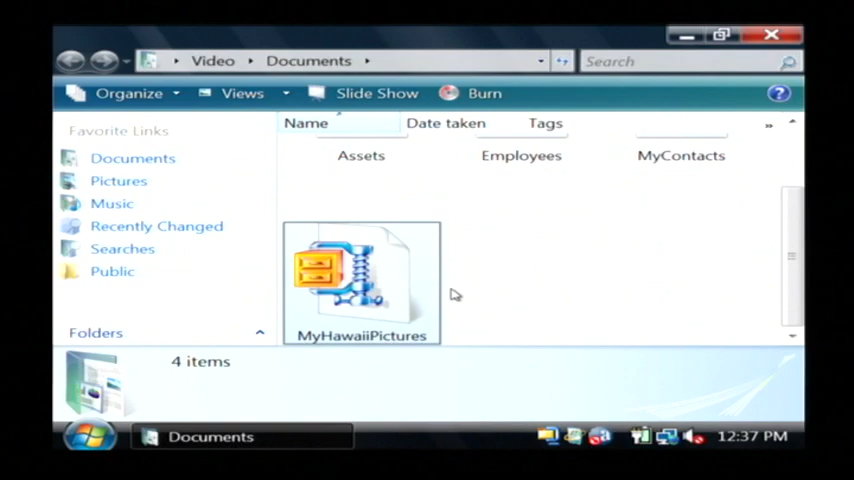 Video Documents
Search
Organize Views Slide Show Burn
?
Name Date taken Tags »
Favorite Links
Documents
Pictures
Music
Recently Changed
Searches
Public
Folders
Assets Employees MyContacts
MyHawaiiPictures
4 items
Documents
12:37 PM